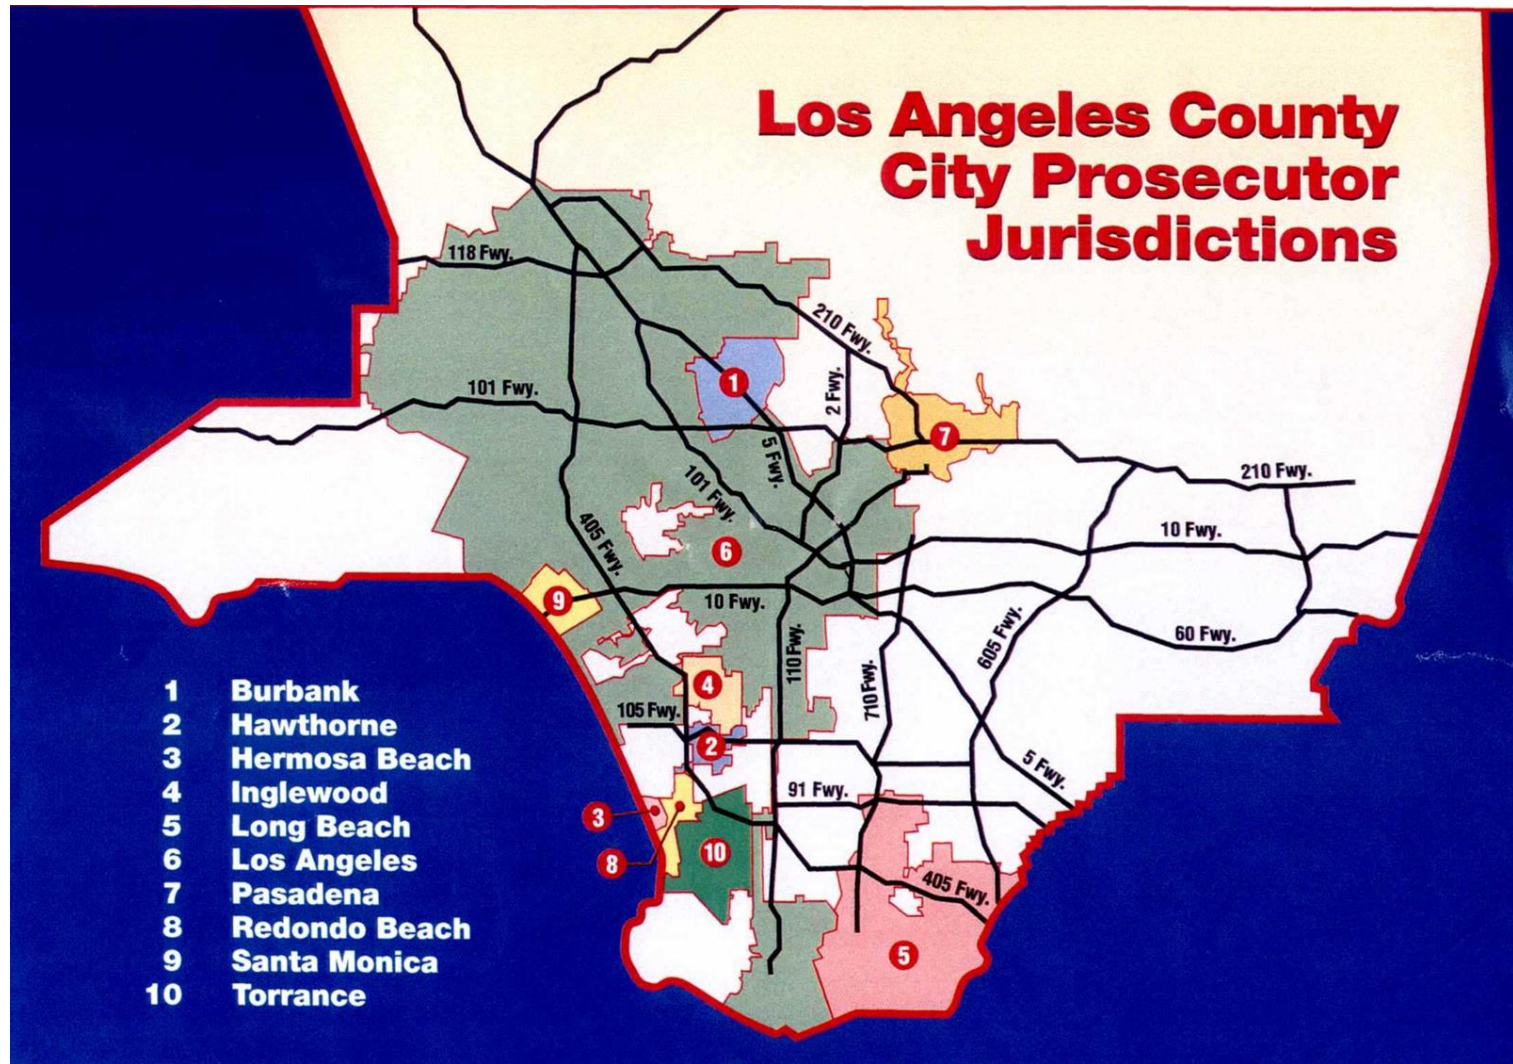 Los Angeles County
City Prosecutor
Jurisdictions
118 Fwy.
210 Fwy.
101 Fwy.
2 Fwy.
1
7
5 Fwy.
101 Fwy.
210 Fwy.
405 Fwy.
10 Fwy.
6
9
10 Fwy.
60 Fwy.
605 Fwy.
110 Fwy.
710 Fwy.
4
105 Fwy.
2
5 Fwy.
91 Fwy.
3
8
10
405 Fwy.
5
1 Burbank
2 Hawthorne
3 Hermosa Beach
4 Inglewood
5 Long Beach
6 Los Angeles
7 Pasadena
8 Redondo Beach
9 Santa Monica
10 Torrance